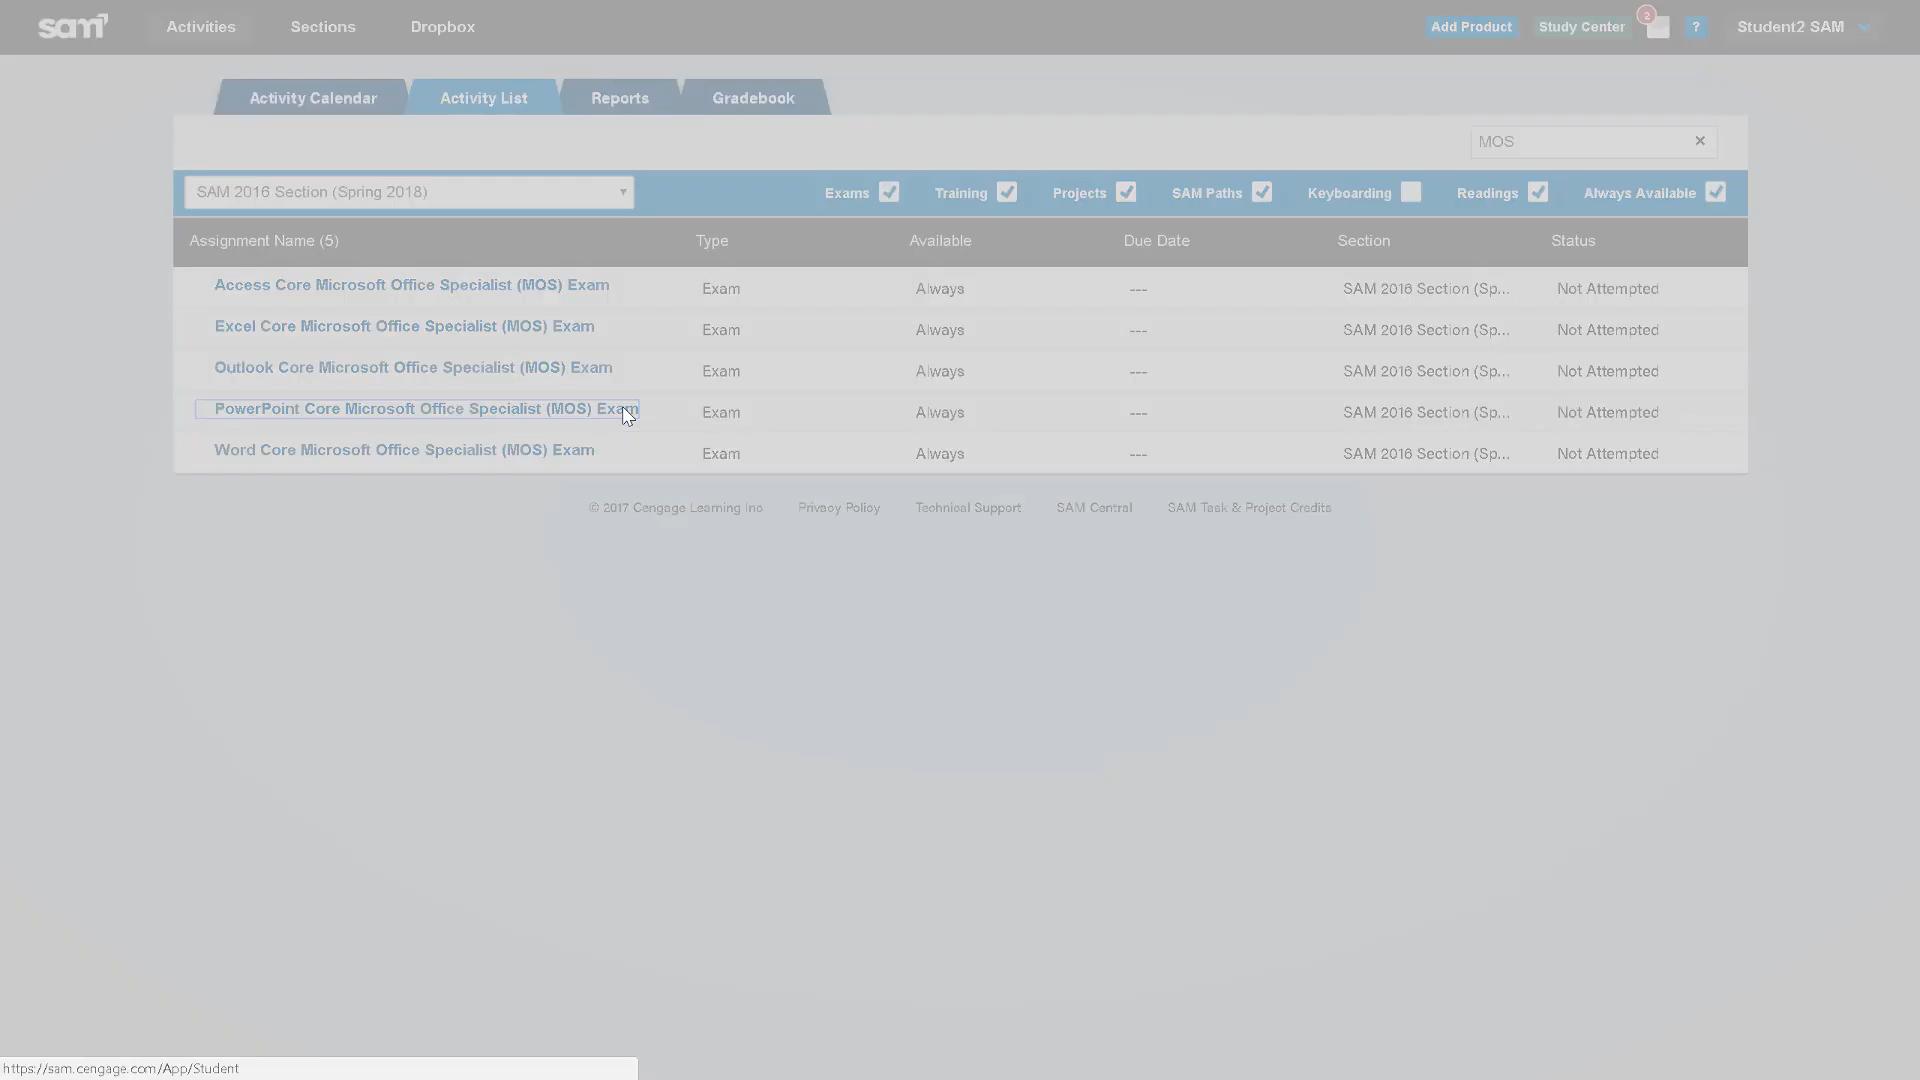 sam Activities Sections Dropbox Add Product Study Center 2 ? Student2 SAM
Activity Calendar Activity List Reports Gradebook
MOS
SAM 2016 Section (Spring 2018) Exams Training Projects SAM Paths Keyboarding Readings Always Available
Assignment Name (5) Type Available Due Date Section Status
Access Core Microsoft Office Specialist (MOS) Exam Exam Always --- SAM 2016 Section (Sp... Not Attempted
Excel Core Microsoft Office Specialist (MOS) Exam Exam Always --- SAM 2016 Section (Sp... Not Attempted
Outlook Core Microsoft Office Specialist (MOS) Exam Exam Always --- SAM 2016 Section (Sp... Not Attempted
PowerPoint Core Microsoft Office Specialist (MOS) Exam Exam Always --- SAM 2016 Section (Sp... Not Attempted
Word Core Microsoft Office Specialist (MOS) Exam Exam Always --- SAM 2016 Section (Sp... Not Attempted
© 2017 Cengage Learning Inc Privacy Policy Technical Support SAM Central SAM Task & Project Credits
https://sam.cengage.com/App/Student